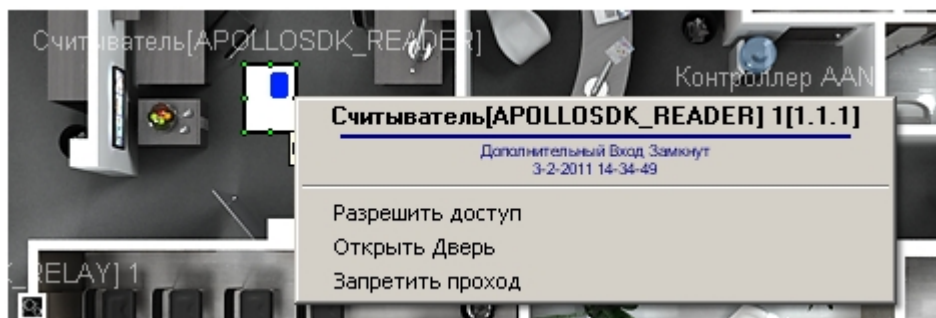 Считыватель[APOLLOSDK_READER]
Контроллер AAN
Считыватель[APOLLOSDK_READER] 1[1.1.1]
Дополнительный Вход Замкнут
3-2-2011 14-34-49
Разрешить доступ
Открыть Дверь
Запретить проход
K_RELAY] 1